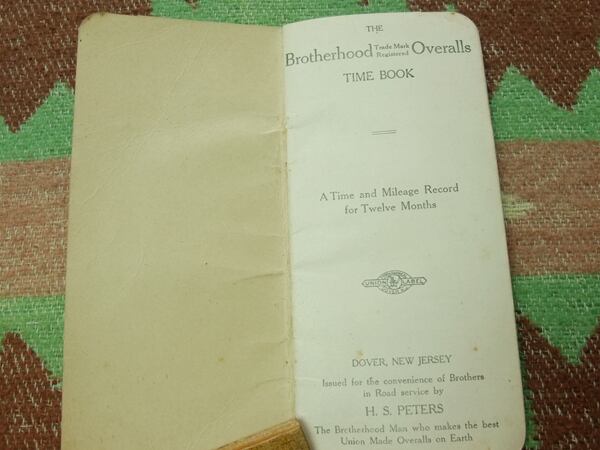 THE
Brotherhood Trade Mark Registered Overalls
TIME BOOK
A Time and Mileage Record
for Twelve Months
UNION LABEL
DOVER, NEW JERSEY
Issued for the convenience of Brothers
in Road service by
H. S. PETERS
The Brotherhood Man who makes the best
Union Made Overalls on Earth